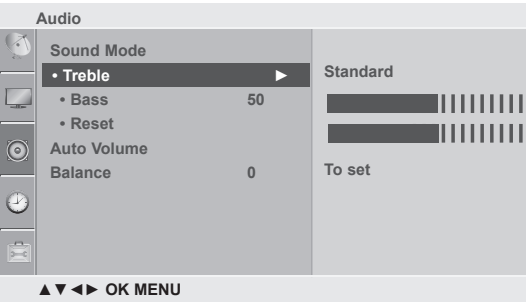 Audio
Sound Mode
• Treble ►
• Bass 50
• Reset
Auto Volume
Balance 0
Standard
To set
▲▼◄► OK MENU